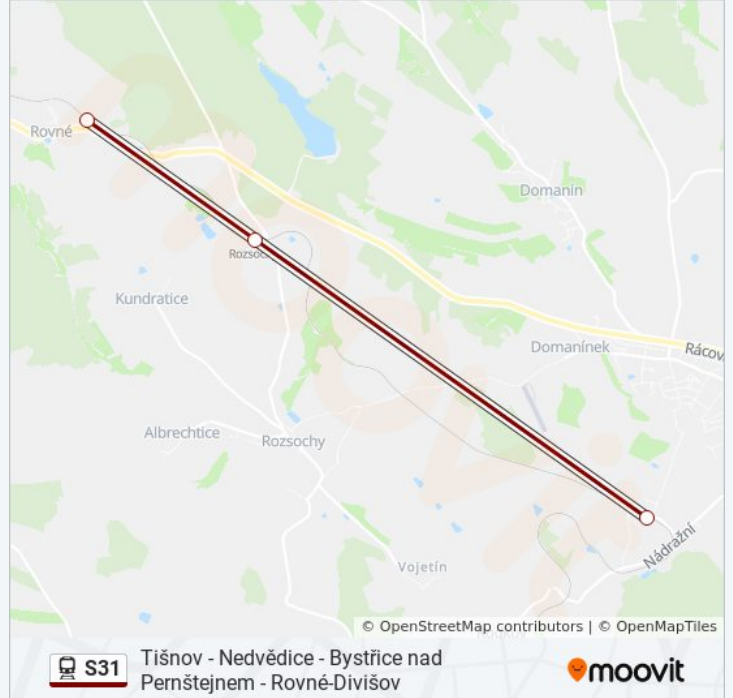 Rovné
Domanín
Rozsoc
Kundratice
Domanínek
Rácov
Albrechtice
Rozsochy
Nádražní
Vojetín
© OpenStreetMap contributors | © OpenMapTiles
S31
Tišnov - Nedvědice - Bystřice nad
Pernštejnem - Rovné-Divišov
moovit